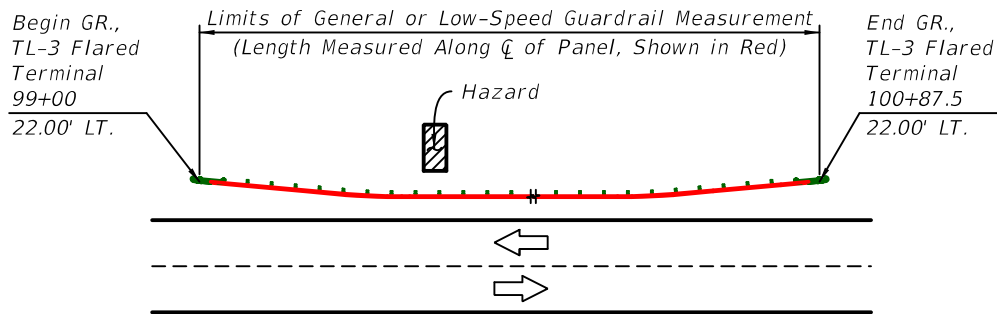 Begin GR.,
TL-3 Flared
Terminal
99+00
22.00' LT.
Limits of General or Low-Speed Guardrail Measurement
(Length Measured Along ℄ of Panel, Shown in Red)
Hazard
End GR.,
TL-3 Flared
Terminal
100+87.5
22.00' LT.